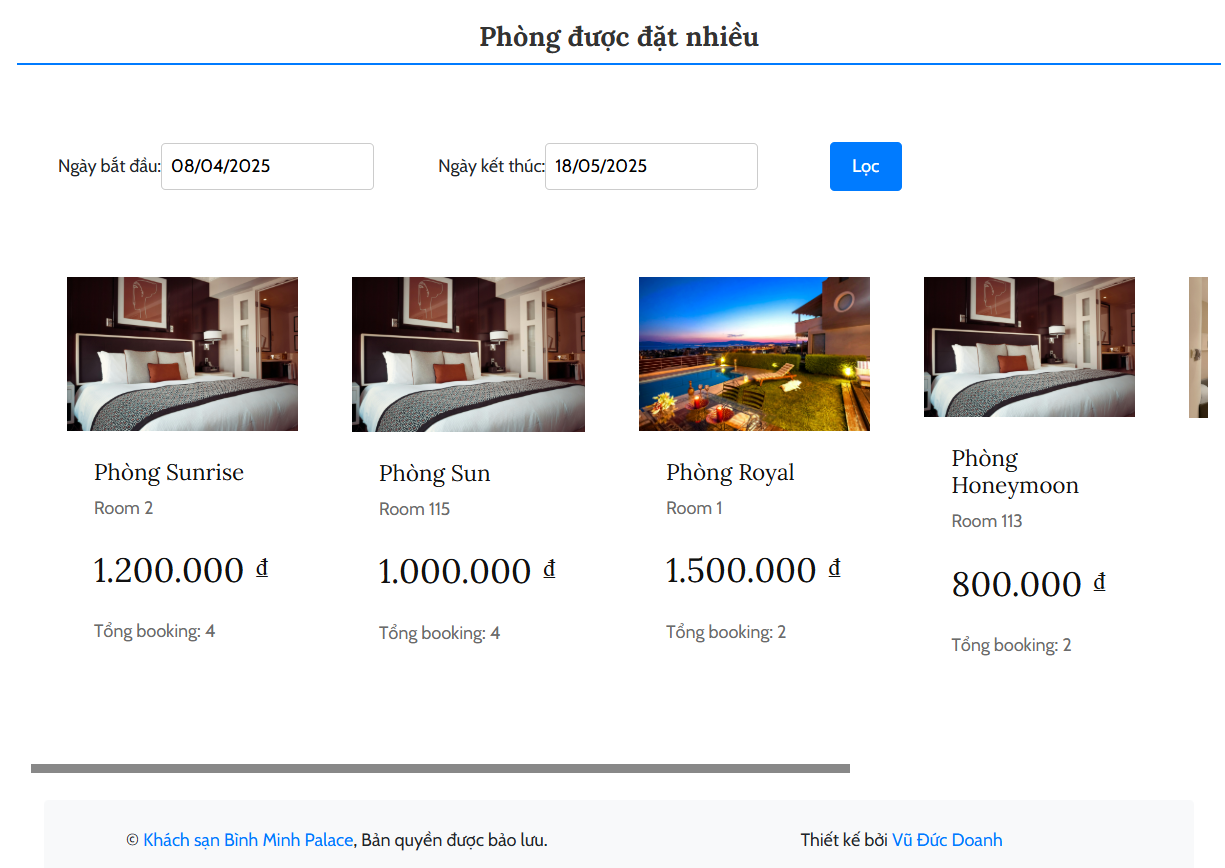 Phòng được đặt nhiều
Ngày bắt đầu: 08/04/2025 Ngày kết thúc: 18/05/2025 Lọc
Phòng Sunrise
Room 2
1.200.000 ₫
Tổng booking: 4
Phòng Sun
Room 115
1.000.000 ₫
Tổng booking: 4
Phòng Royal
Room 1
1.500.000 ₫
Tổng booking: 2
Phòng
Honeymoon
Room 113
800.000 ₫
Tổng booking: 2
© Khách sạn Bình Minh Palace, Bản quyền được bảo lưu. Thiết kế bởi Vũ Đức Doanh